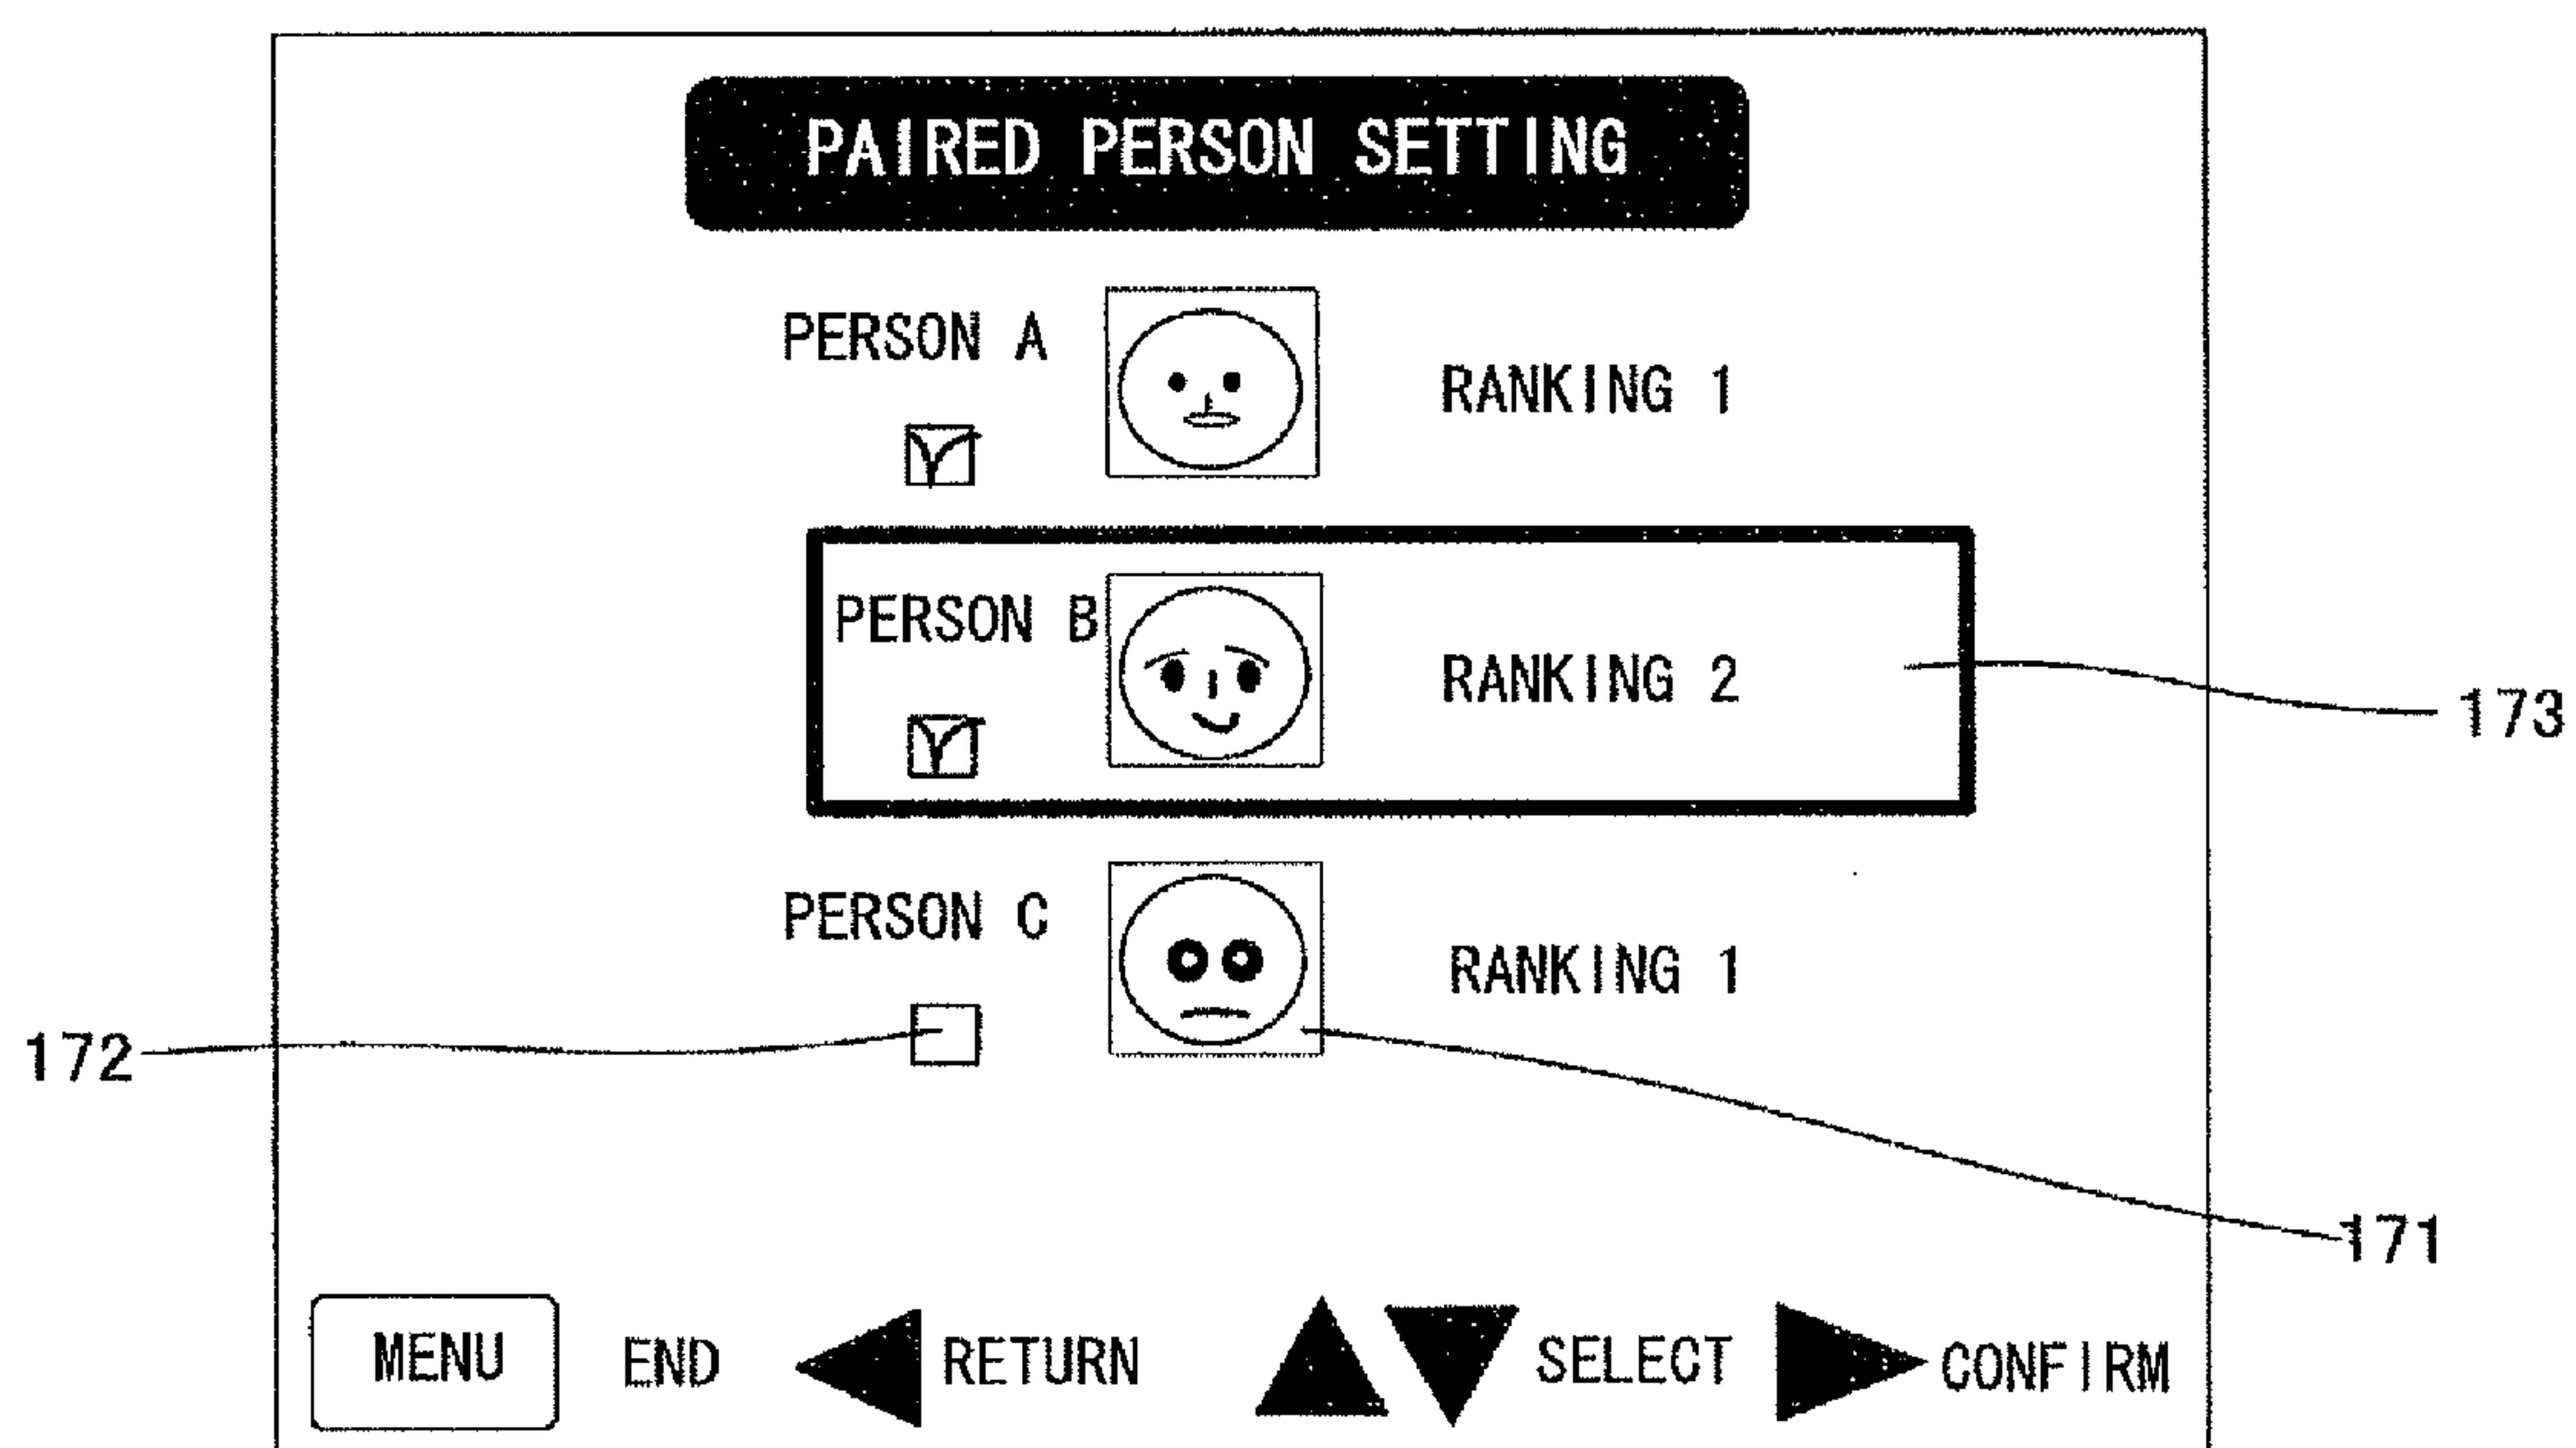 PAIRED PERSON SETTING
PERSON A
RANKING 1
PERSON B
RANKING 2
173
PERSON C
RANKING 1
172
171
MENU END RETURN SELECT CONFIRM